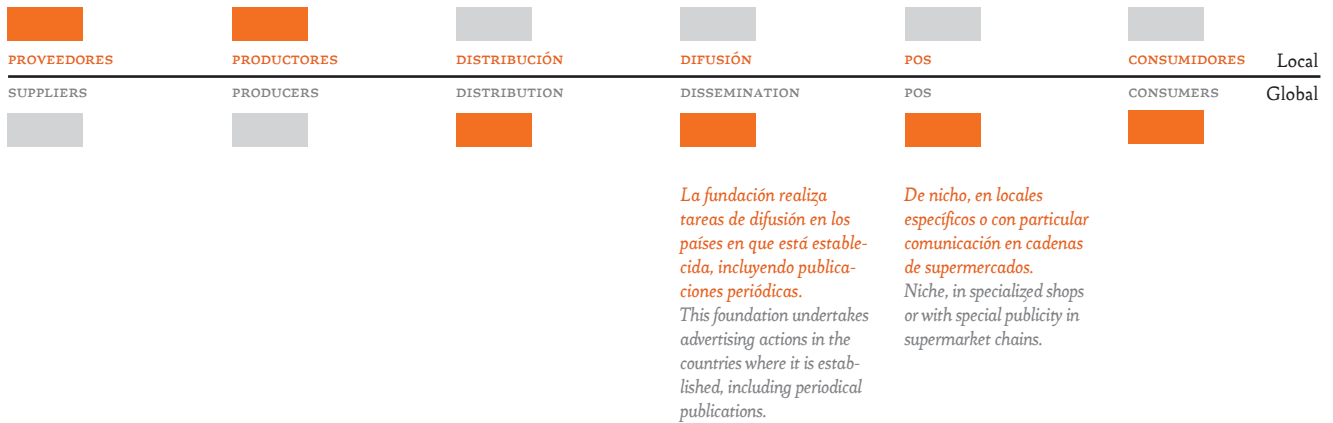 PROVEEDORES PRODUCTORES DISTRIBUCIÓN DIFUSIÓN POS CONSUMIDORES Local
SUPPLIERS PRODUCERS DISTRIBUTION DISSEMINATION POS CONSUMERS Global
La fundación realiza
tareas de difusión en los
países en que está estable-
cida, incluyendo publica-
ciones periódicas.
This foundation undertakes
advertising actions in the
countries where it is estab-
lished, including periodical
publications.
De nicho, en locales
específicos o con particular
comunicación en cadenas
de supermercados.
Niche, in specialized shops
or with special publicity in
supermarket chains.